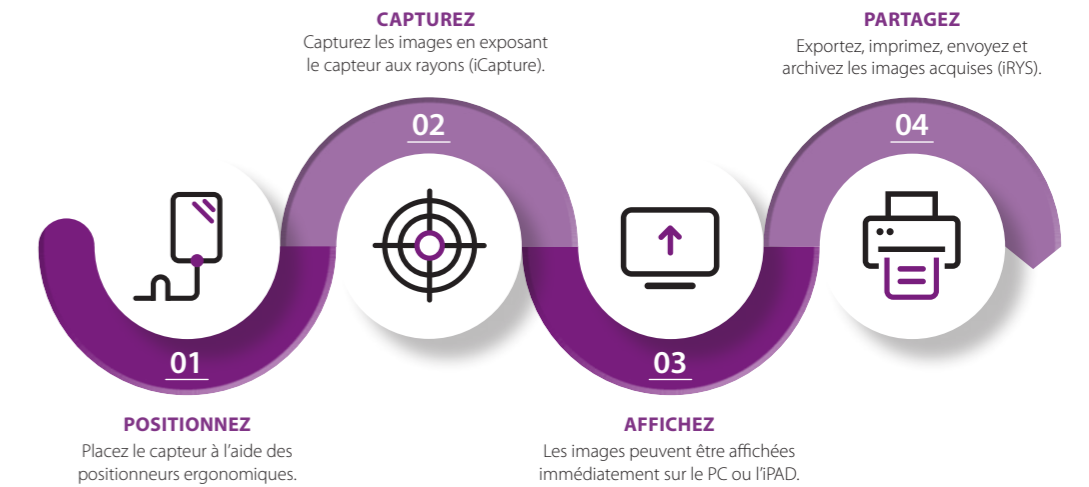 01
POSITIONNEZ
Placez le capteur à l'aide des
positionneurs ergonomiques.
CAPTUREZ
Capturez les images en exposant
le capteur aux rayons (iCapture).
02
03
AFFICHEZ
Les images peuvent être affichées
immédiatement sur le PC ou l'iPAD.
PARTAGEZ
Exportez, imprimez, envoyez et
archivez les images acquises (iRYS).
04